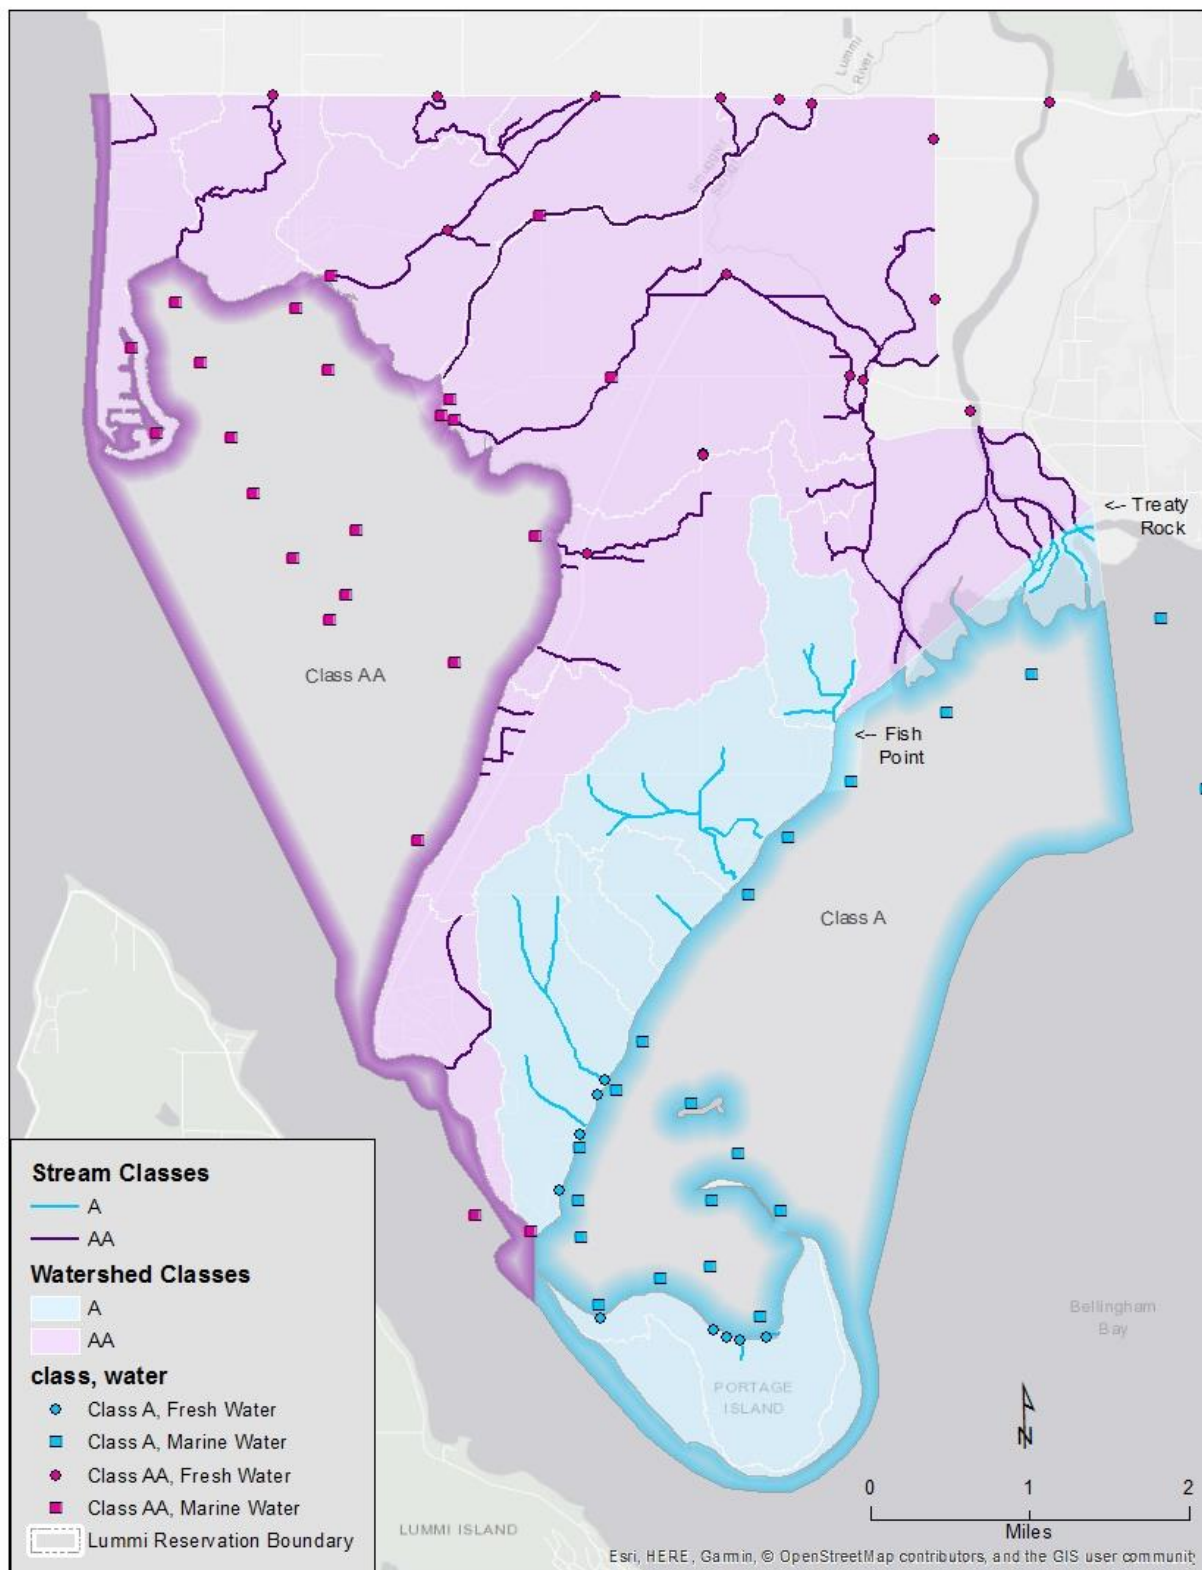 Lummi
River
Smuggler
Slough
<-- Treaty
Rock
Class AA
<-- Fish
Point
Class A
Stream Classes
A
AA
Watershed Classes
A
AA
class, water
Class A, Fresh Water
Class A, Marine Water
Class AA, Fresh Water
Class AA, Marine Water
Lummi Reservation Boundary
Bellingham
Bay
PORTAGE
ISLAND
N
LUMMI ISLAND
0 1 2
Miles
Esri, HERE, Garmin, © OpenStreetMap contributors, and the GIS user community